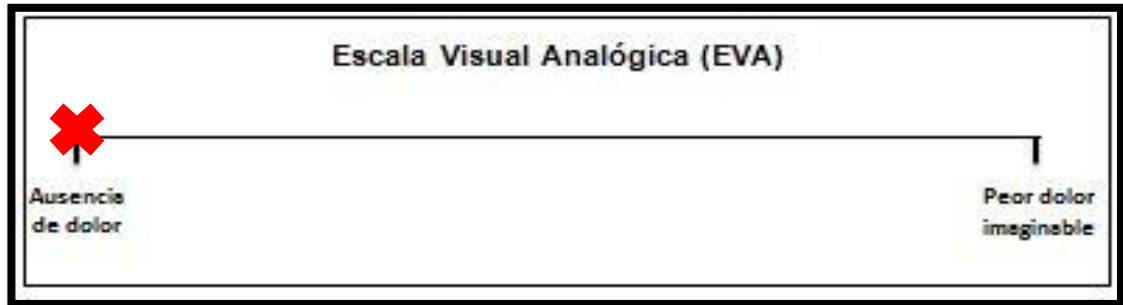 Escala Visual Analógica (EVA)
Ausencia
de dolor
Peor dolor
imaginable